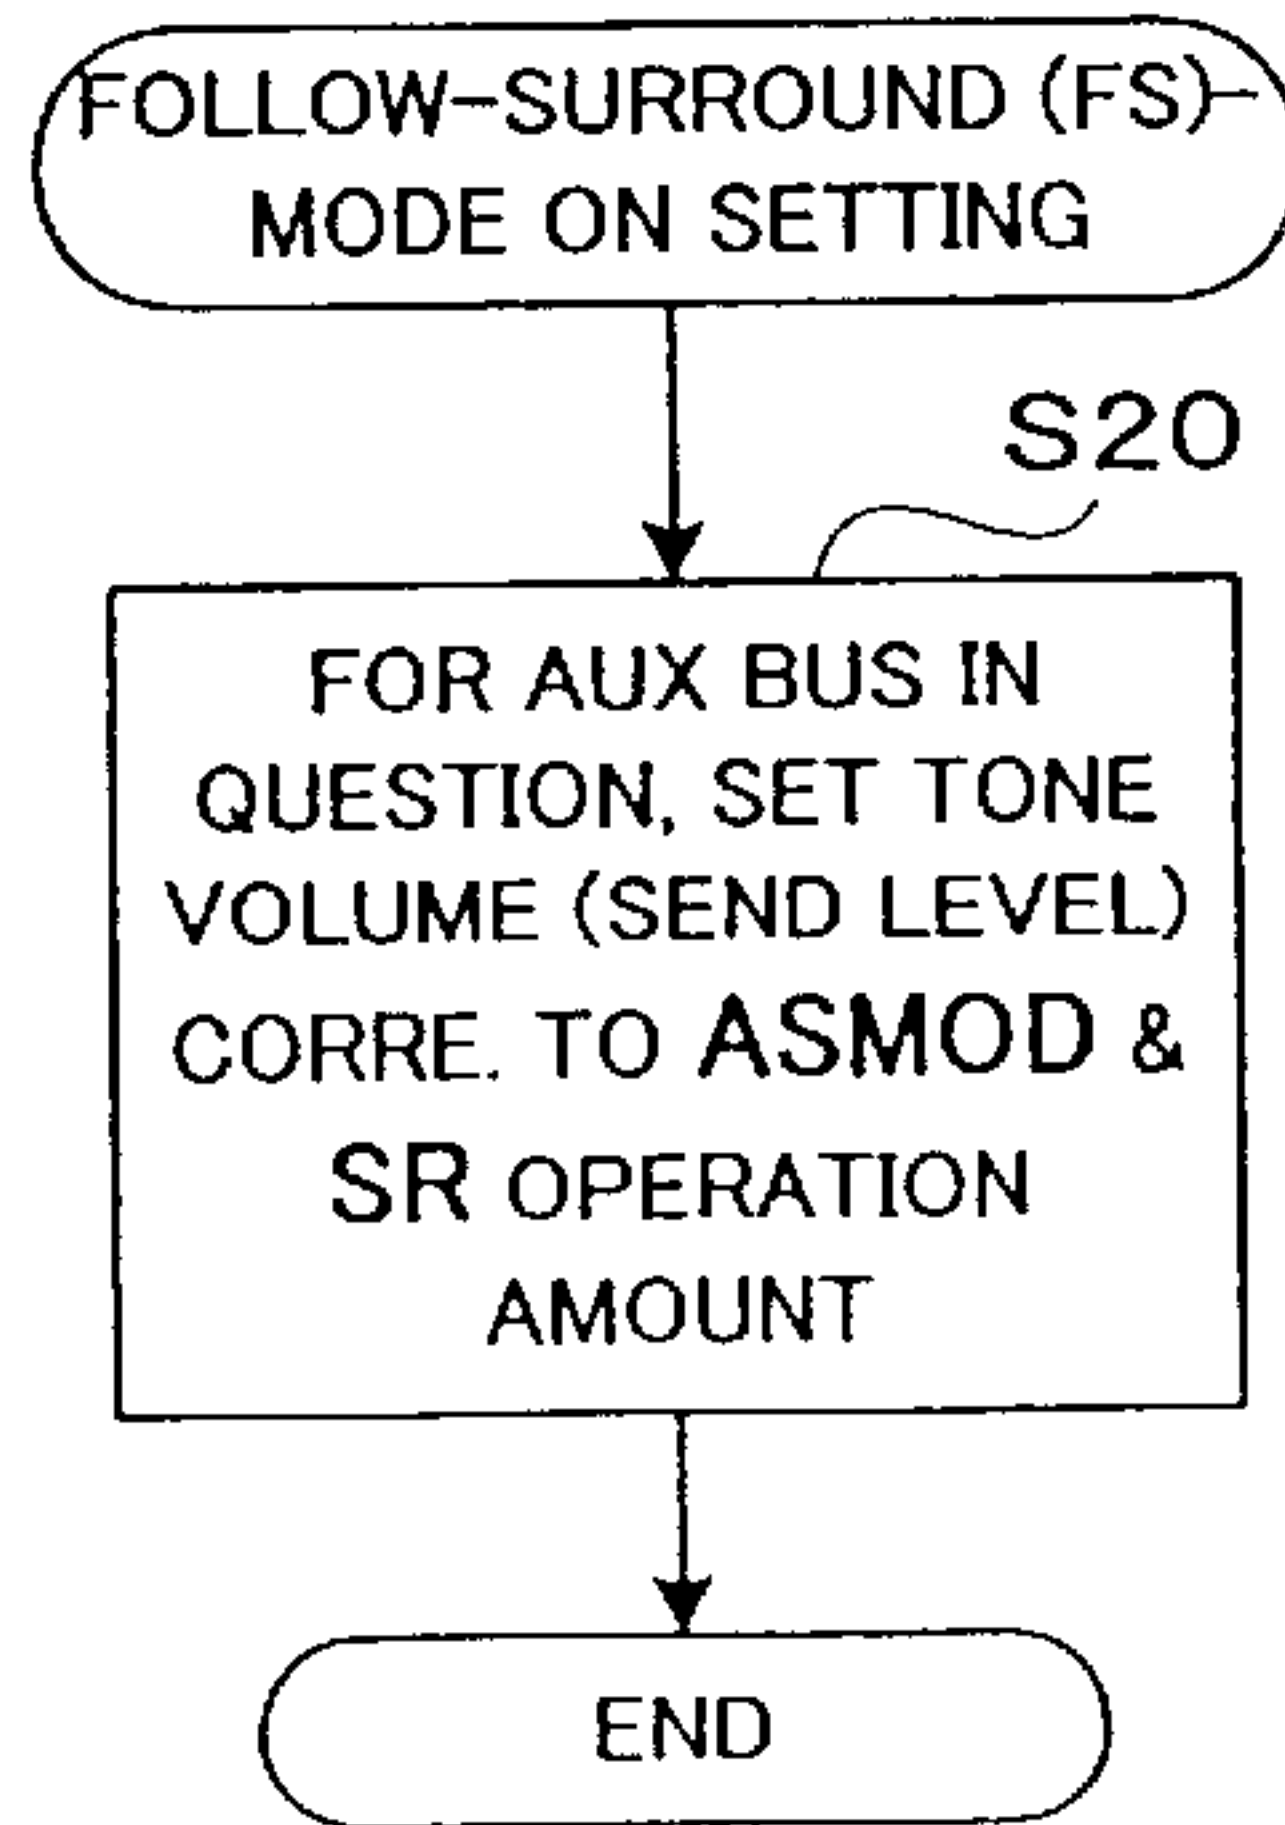 FOLLOW-SURROUND (FS)-
MODE ON SETTING
S20
FOR AUX BUS IN
QUESTION, SET TONE
VOLUME (SEND LEVEL)
CORRE. TO ASMOD &
SR OPERATION
AMOUNT
END